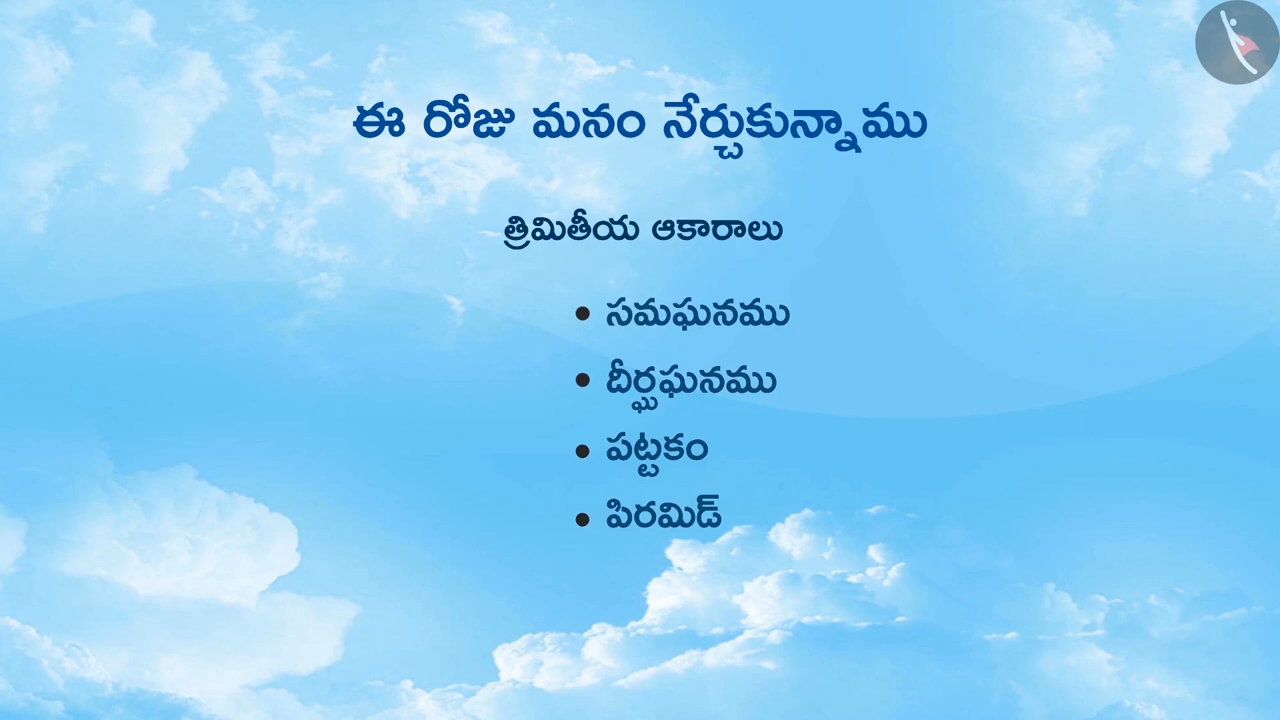 ఈ రోజు మనం నేర్చుకున్నాము
త్రిమితీయ ఆకారాలు
• సమఘనము
• దీర్ఘఘనము
• పట్టకం
• పిరమిడ్